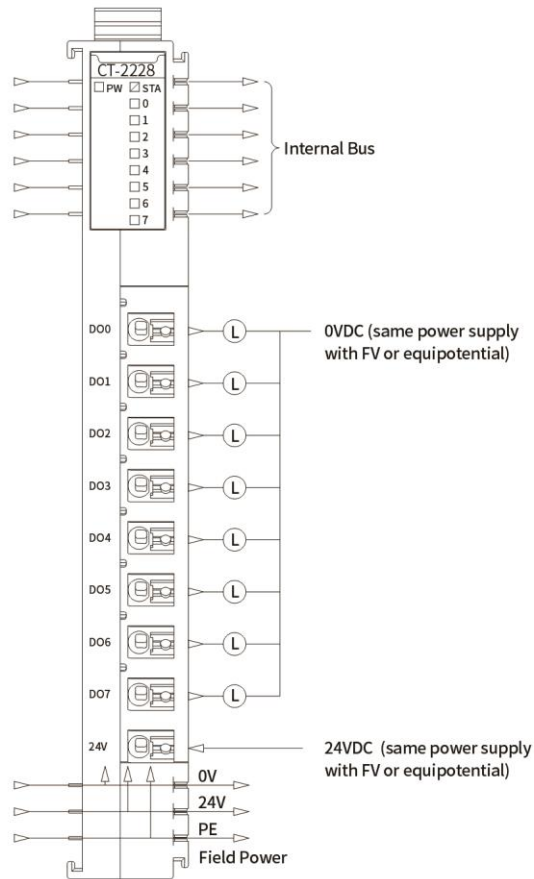 CT-2228
PW STA
0
1
2
3
4
5
6
7
Internal Bus
DO0
0VDC (same power supply
with FV or equipotential)
DO1
DO2
DO3
DO4
DO5
DO6
DO7
L
L
L
L
L
L
L
L
24V
24VDC (same power supply
with FV or equipotential)
0V
24V
PE
Field Power